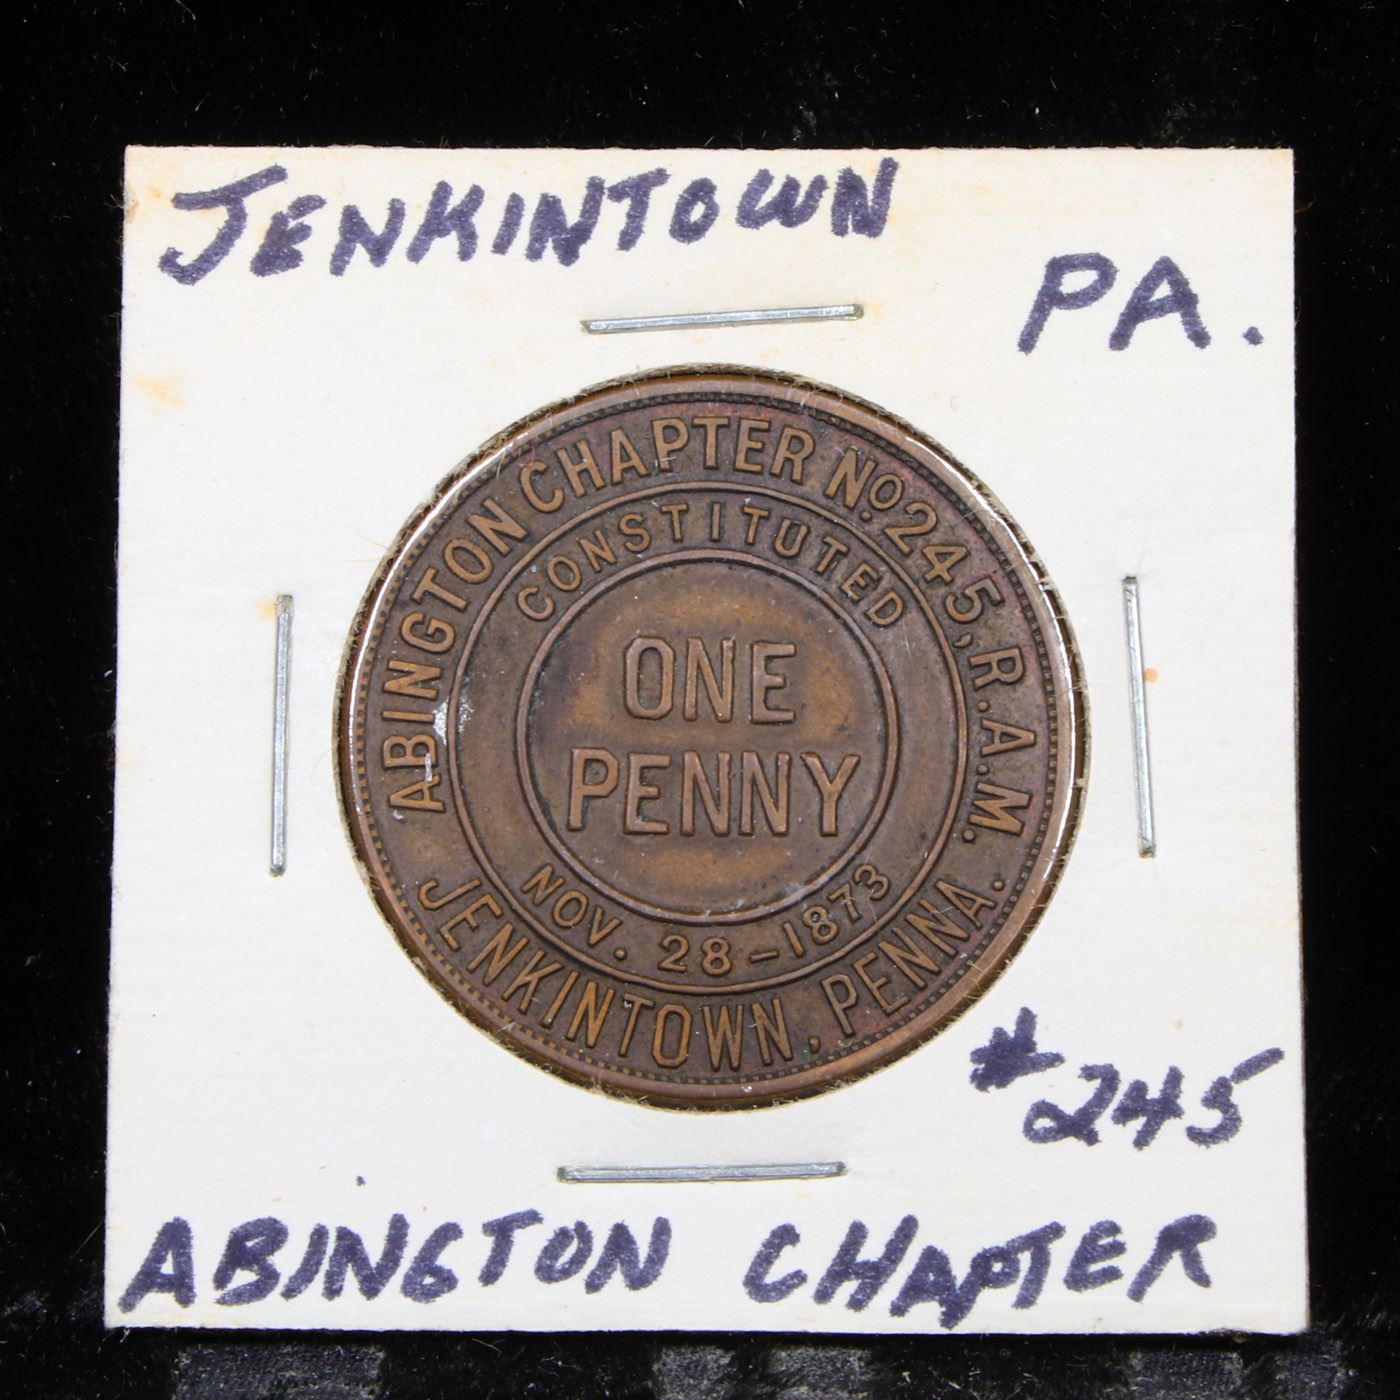 JENKINTOWN
PA.
ABINGTON CHAPTER No. 245, R.A.M.
CONSTITUTED
ONE
PENNY
NOV. 28-1873
JENKINTOWN, PENNA.
#245
ABINGTON CHAPTER